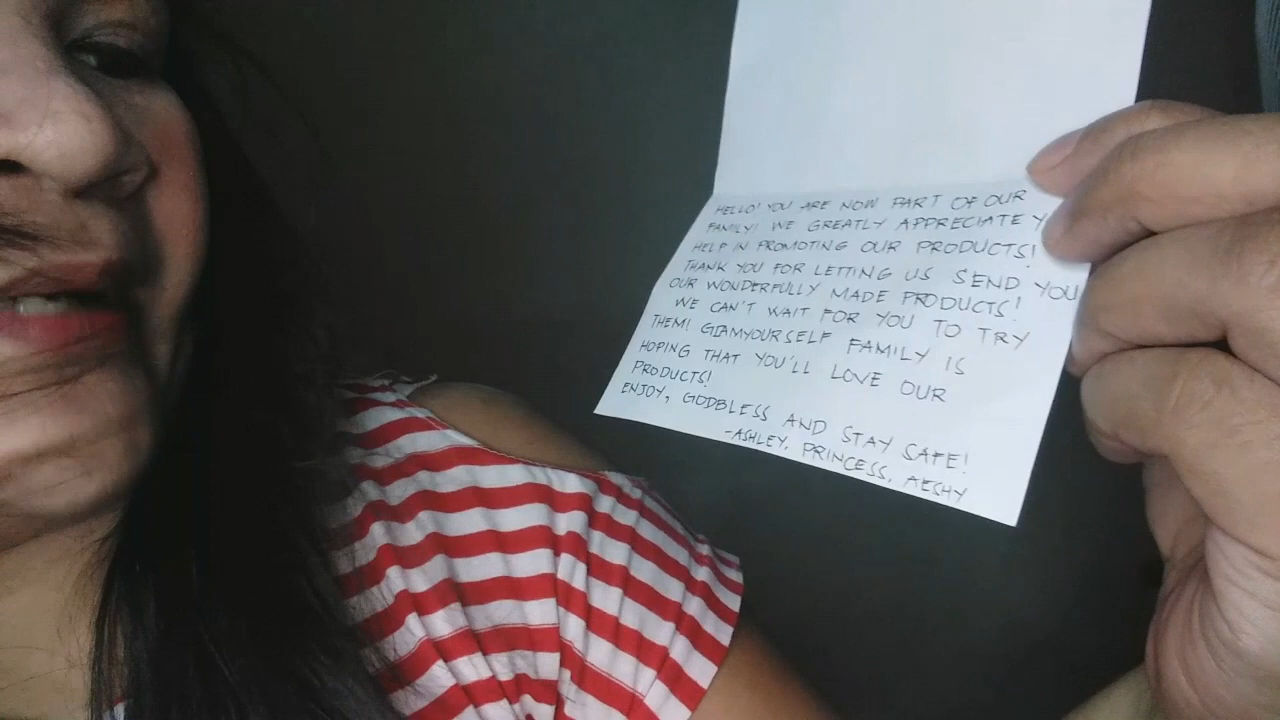 HELLO! YOU ARE NOW PART OF OUR
FAMILY! WE GREATLY APPRECIATE
HELP IN PROMOTING OUR PRODUCTS!
THANK YOU FOR LETTING US SEND YOU
OUR WONDERFULLY MADE PRODUCTS!
WE CAN'T WAIT FOR YOU TO TRY
THEM! GLAMYOURSELF FAMILY IS
HOPING THAT YOU'LL LOVE OUR
PRODUCTS!
ENJOY, GODBLESS AND STAY SAFE!
-ASHLEY, PRINCESS, AESHY